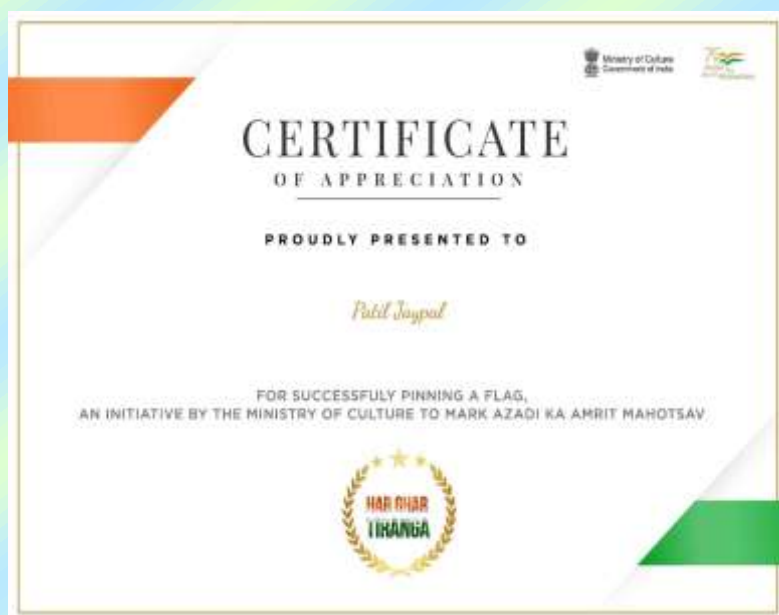 Ministry of Culture
Government of India
CERTIFICATE
OF APPRECIATION
PROUDLY PRESENTED TO
Patil Jaypal
FOR SUCCESSFULY PINNING A FLAG,
AN INITIATIVE BY THE MINISTRY OF CULTURE TO MARK AZADI KA AMRIT MAHOTSAV
HAR GHAR
TIRANGA